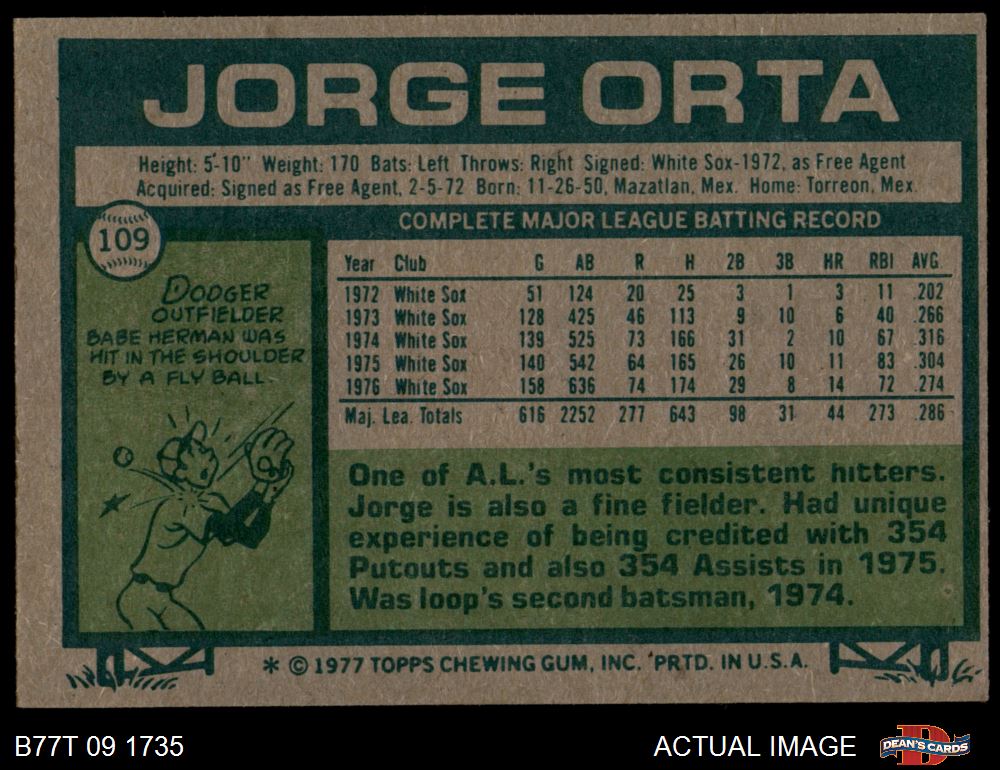 JORGE ORTA
Height: 5'-10" Weight: 170 Bats: Left Throws: Right Signed: White Sox-1972, as Free Agent
Acquired: Signed as Free Agent, 2-5-72 Born: 11-26-50, Mazatlan, Mex. Home: Torreon, Mex.
109
COMPLETE MAJOR LEAGUE BATTING RECORD
Year Club G AB R H 2B 3B HR RBI AVG.
1972 White Sox 51 124 20 25 3 1 3 11 .202
1973 White Sox 128 425 46 113 9 10 6 40 .266
1974 White Sox 139 525 73 166 31 2 10 67 .316
1975 White Sox 140 542 64 165 26 10 11 83 .304
1976 White Sox 158 636 74 174 29 8 14 72 .274
Maj. Lea. Totals 616 2252 277 643 98 31 44 273 .286
DODGER
OUTFIELDER
BABE HERMAN WAS
HIT IN THE SHOULDER
BY A FLY BALL
One of A.L.'s most consistent hitters.
Jorge is also a fine fielder. Had unique
experience of being credited with 354
Putouts and also 354 Assists in 1975.
Was loop's second batsman, 1974.
* © 1977 TOPPS CHEWING GUM, INC. PRTD. IN U.S.A.
B77T 09 1735
ACTUAL IMAGE
DEAN'S CARDS